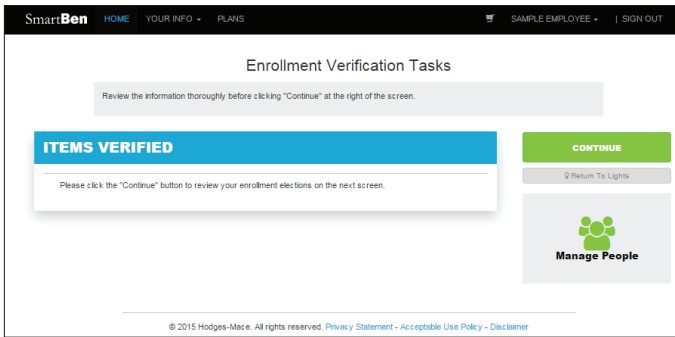 SmartBen HOME YOUR INFO PLANS SAMPLE EMPLOYEE | SIGN OUT
Enrollment Verification Tasks
Review the information thoroughly before clicking "Continue" at the right of the screen.
ITEMS VERIFIED
Please click the "Continue" button to review your enrollment elections on the next screen.
CONTINUE
Return To Lights
Manage People
© 2015 Hodges-Mace. All rights reserved. Privacy Statement - Acceptable Use Policy - Disclaimer